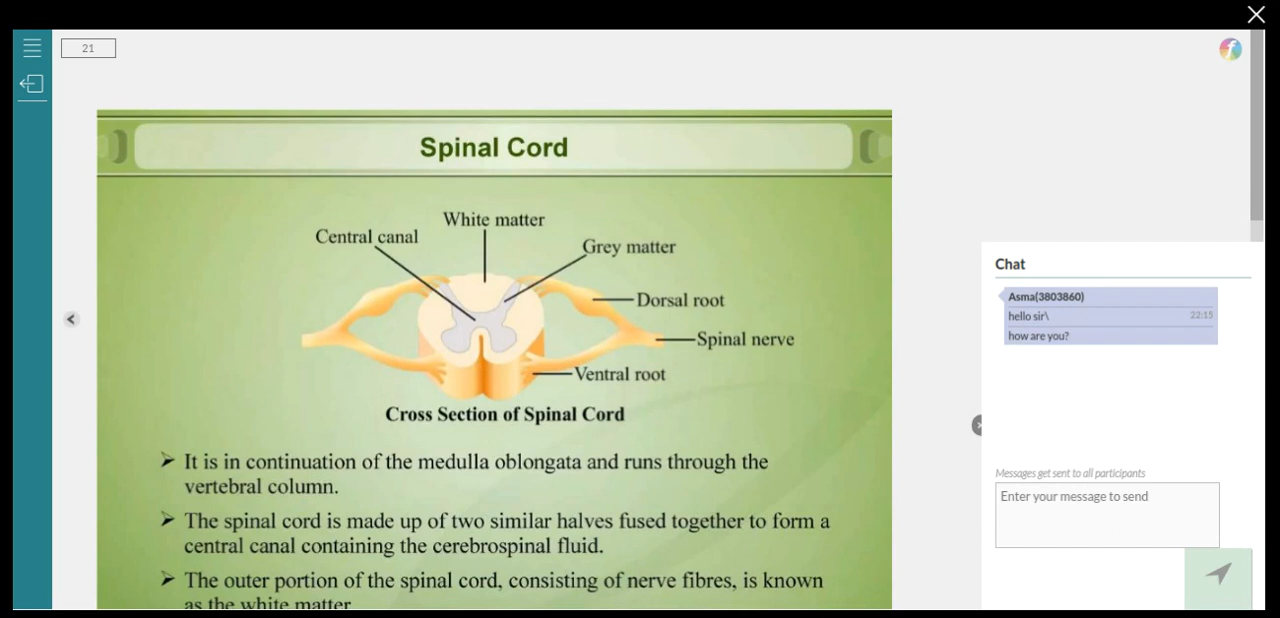 21
Spinal Cord
White matter
Central canal
Grey matter
Dorsal root
Spinal nerve
Ventral root
Cross Section of Spinal Cord
It is in continuation of the medulla oblongata and runs through the
vertebral column.
The spinal cord is made up of two similar halves fused together to form a
central canal containing the cerebrospinal fluid.
The outer portion of the spinal cord, consisting of nerve fibres, is known
as the white matter
Chat
Asma(3803860)
hello sir\ 22:15
how are you?
Messages get sent to all participants
Enter your message to send